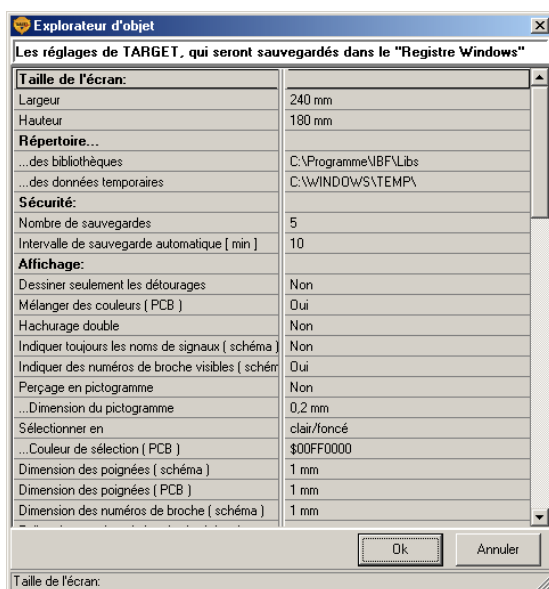 Explorateur d'objet
Les réglages de TARGET, qui seront sauvegardés dans le "Registre Windows"
Taille de l'écran:
Largeur 240 mm
Hauteur 180 mm
Répertoire...
...des bibliothèques C:\Programme\IBF\Libs
...des données temporaires C:\WINDOWS\TEMP\
Sécurité:
Nombre de sauvegardes 5
Intervalle de sauvegarde automatique [ min ] 10
Affichage:
Dessiner seulement les détourages Non
Mélanger des couleurs ( PCB ) Oui
Hachurage double Non
Indiquer toujours les noms de signaux ( schéma ) Non
Indiquer des numéros de broche visibles ( schém Oui
Perçage en pictogramme Non
...Dimension du pictogramme 0,2 mm
Sélectionner en clair/foncé
...Couleur de sélection ( PCB ) $00FF0000
Dimension des poignées ( schéma ) 1 mm
Dimension des poignées ( PCB ) 1 mm
Dimension des numéros de broche ( schéma ) 1 mm
Ok Annuler
Taille de l'écran: